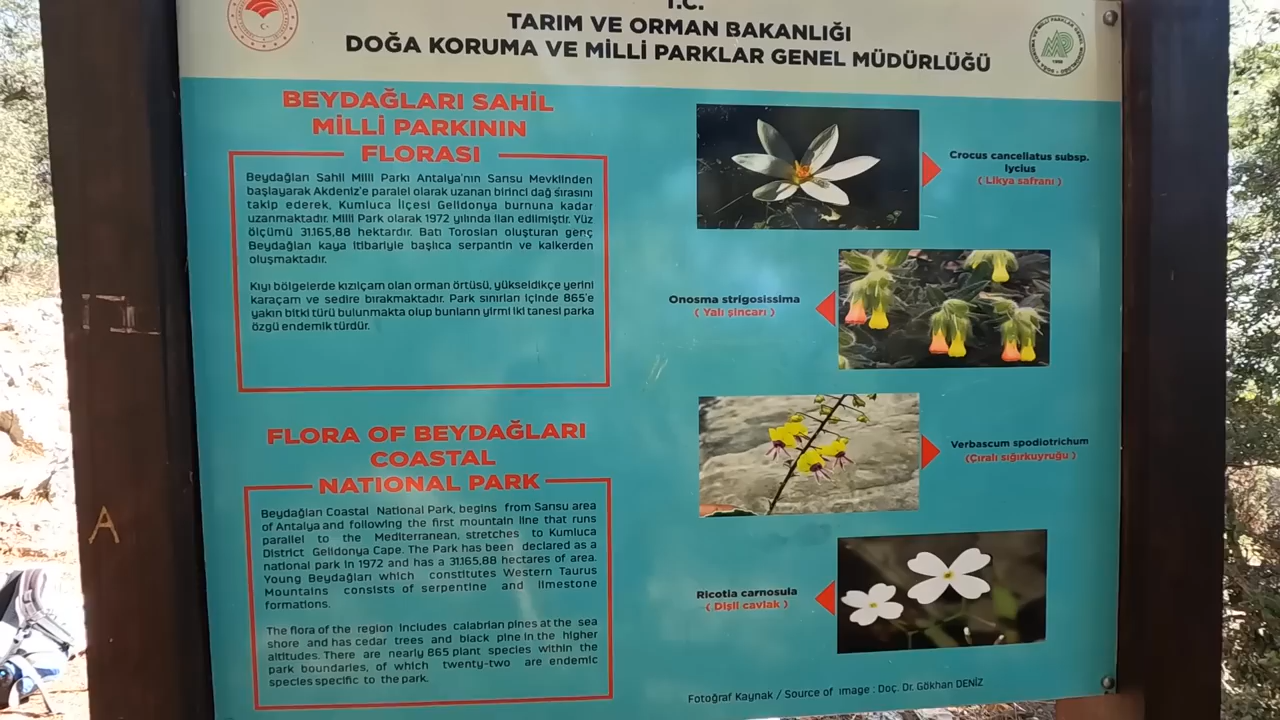 T.C.
TARIM VE ORMAN BAKANLIĞI
DOĞA KORUMA VE MİLLİ PARKLAR GENEL MÜDÜRLÜĞÜ
BEYDAĞLARI SAHİL
MİLLİ PARKININ
FLORASI
Beydağları Sahil Milli Parkı Antalya'nın Sarısu Mevkiinden
başlayarak Akdeniz'e paralel olarak uzanan birinci dağ sırasını
takip ederek, Kumluca İlçesi Gelidonya burnuna kadar
uzanmaktadır. Milli Park olarak 1972 yılında ilan edilmiştir. Yüz
ölçümü 31.165,88 hektardır. Batı Torosları oluşturan genç
Beydağları kaya itibariyle başlıca serpantin ve kalkerden
oluşmaktadır.
Kıyı bölgelerde kızılçam olan orman örtüsü, yükseldikçe yerini
karaçam ve sedire bırakmaktadır. Park sınırları içinde 865'e
yakın bitki türü bulunmakta olup bunların yirmi iki tanesi parka
özgü endemik türdür.
FLORA OF BEYDAĞLARI
COASTAL
NATIONAL PARK
Beydağları Coastal National Park, begins from Sarısu area
of Antalya and following the first mountain line that runs
parallel to the Mediterranean, stretches to Kumluca
District Gelidonya Cape. The Park has been declared as a
national park in 1972 and has a 31.165,88 hectares of area.
Young Beydağları which constitutes Western Taurus
Mountains consists of serpentine and limestone
formations.
The flora of the region includes calabrian pines at the sea
shore and has cedar trees and black pine in the higher
altitudes. There are nearly 865 plant species within the
park boundaries, of which twenty-two are endemic
species specific to the park.
Crocus cancellatus subsp.
lycius
( Likya safranı )
Onosma strigosissima
( Yalı şincarı )
Verbascum spodiotrichum
(Çıralı sığırkuyruğu )
Ricotia carnosula
( Dişli cavlak )
Fotoğraf Kaynak / Source of image : Doç. Dr. Gökhan DENİZ
A